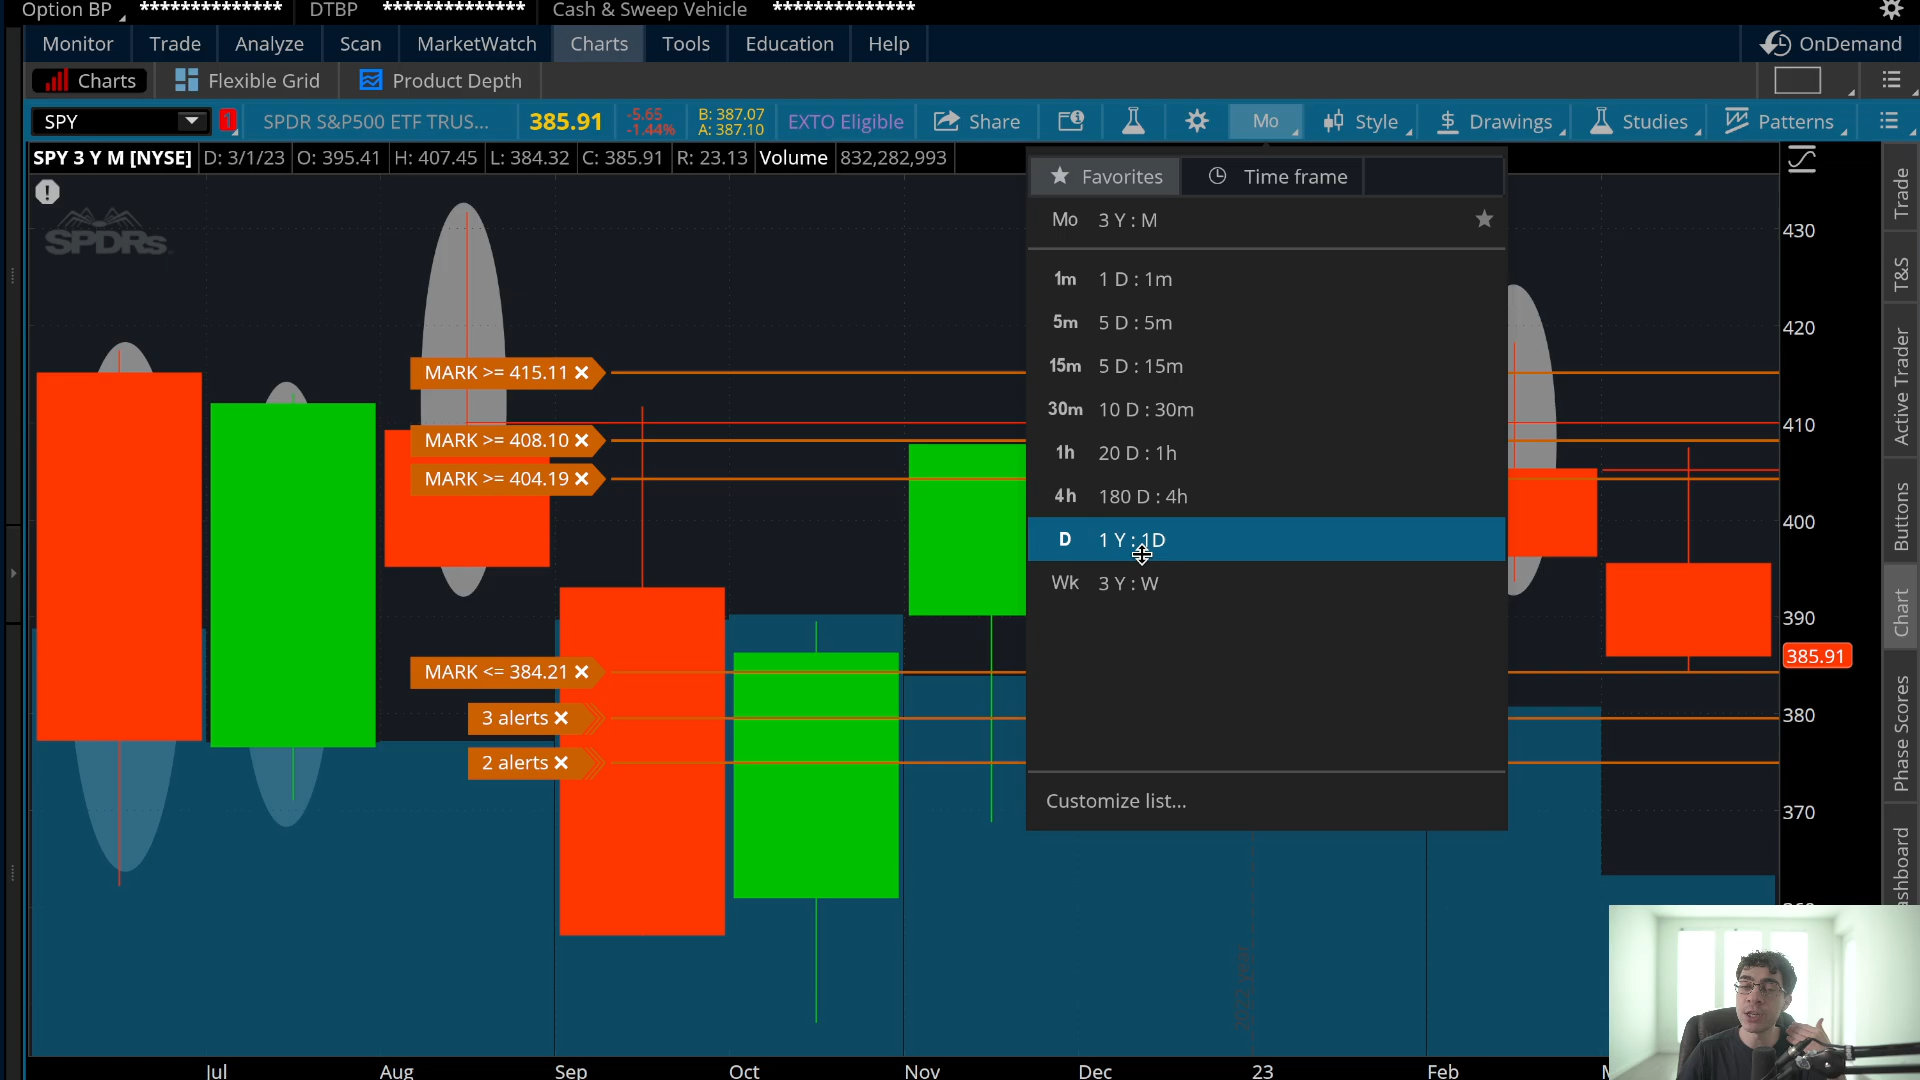 Option BP ************** DTBP ************** Cash & Sweep Vehicle **************
Monitor Trade Analyze Scan MarketWatch Charts Tools Education Help OnDemand
Charts Flexible Grid Product Depth
SPY 1 SPDR S&P500 ETF TRUS... 385.91 -5.65 -1.44% B: 387.07 A: 387.10 EXTO Eligible Share Mo Style Drawings Studies Patterns
SPY 3 Y M [NYSE] D: 3/1/23 O: 395.41 H: 407.45 L: 384.32 C: 385.91 R: 23.13 Volume 832,282,993
Favorites Time frame
Mo 3 Y : M
1m 1 D : 1m
5m 5 D : 5m
15m 5 D : 15m
30m 10 D : 30m
1h 20 D : 1h
4h 180 D : 4h
D 1 Y : 1D
Wk 3 Y : W
Customize list...
SPDRs
MARK >= 415.11
MARK >= 408.10
MARK >= 404.19
MARK <= 384.21
3 alerts
2 alerts
430
420
410
400
390
385.91
380
370
Trade
T&S
Active Trader
Buttons
Chart
Phase Scores
shboard
Jul Aug Sep Oct Nov Dec 23 Feb